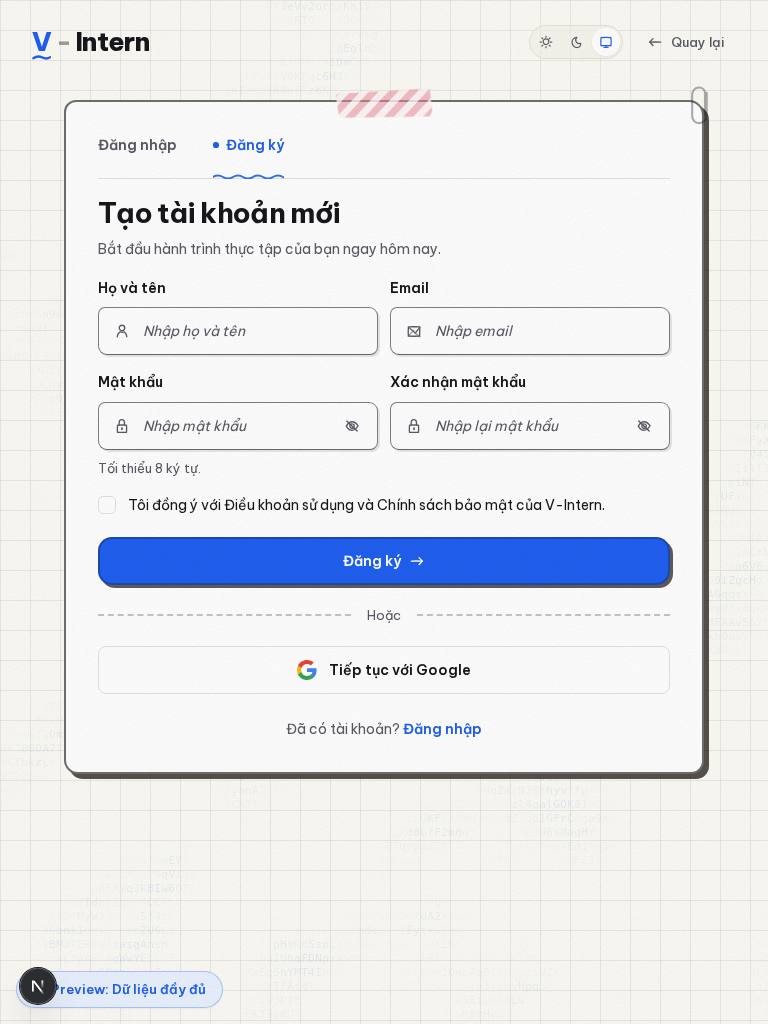 V - Intern
Quay lại
Đăng nhập
Đăng ký
Tạo tài khoản mới
Bắt đầu hành trình thực tập của bạn ngay hôm nay.
Họ và tên
Email
Nhập họ và tên
Nhập email
Mật khẩu
Xác nhận mật khẩu
Nhập mật khẩu
Nhập lại mật khẩu
Tối thiểu 8 ký tự.
Tôi đồng ý với Điều khoản sử dụng và Chính sách bảo mật của V-Intern.
Đăng ký
Hoặc
Tiếp tục với Google
Đã có tài khoản? Đăng nhập
N
Preview: Dữ liệu đầy đủ